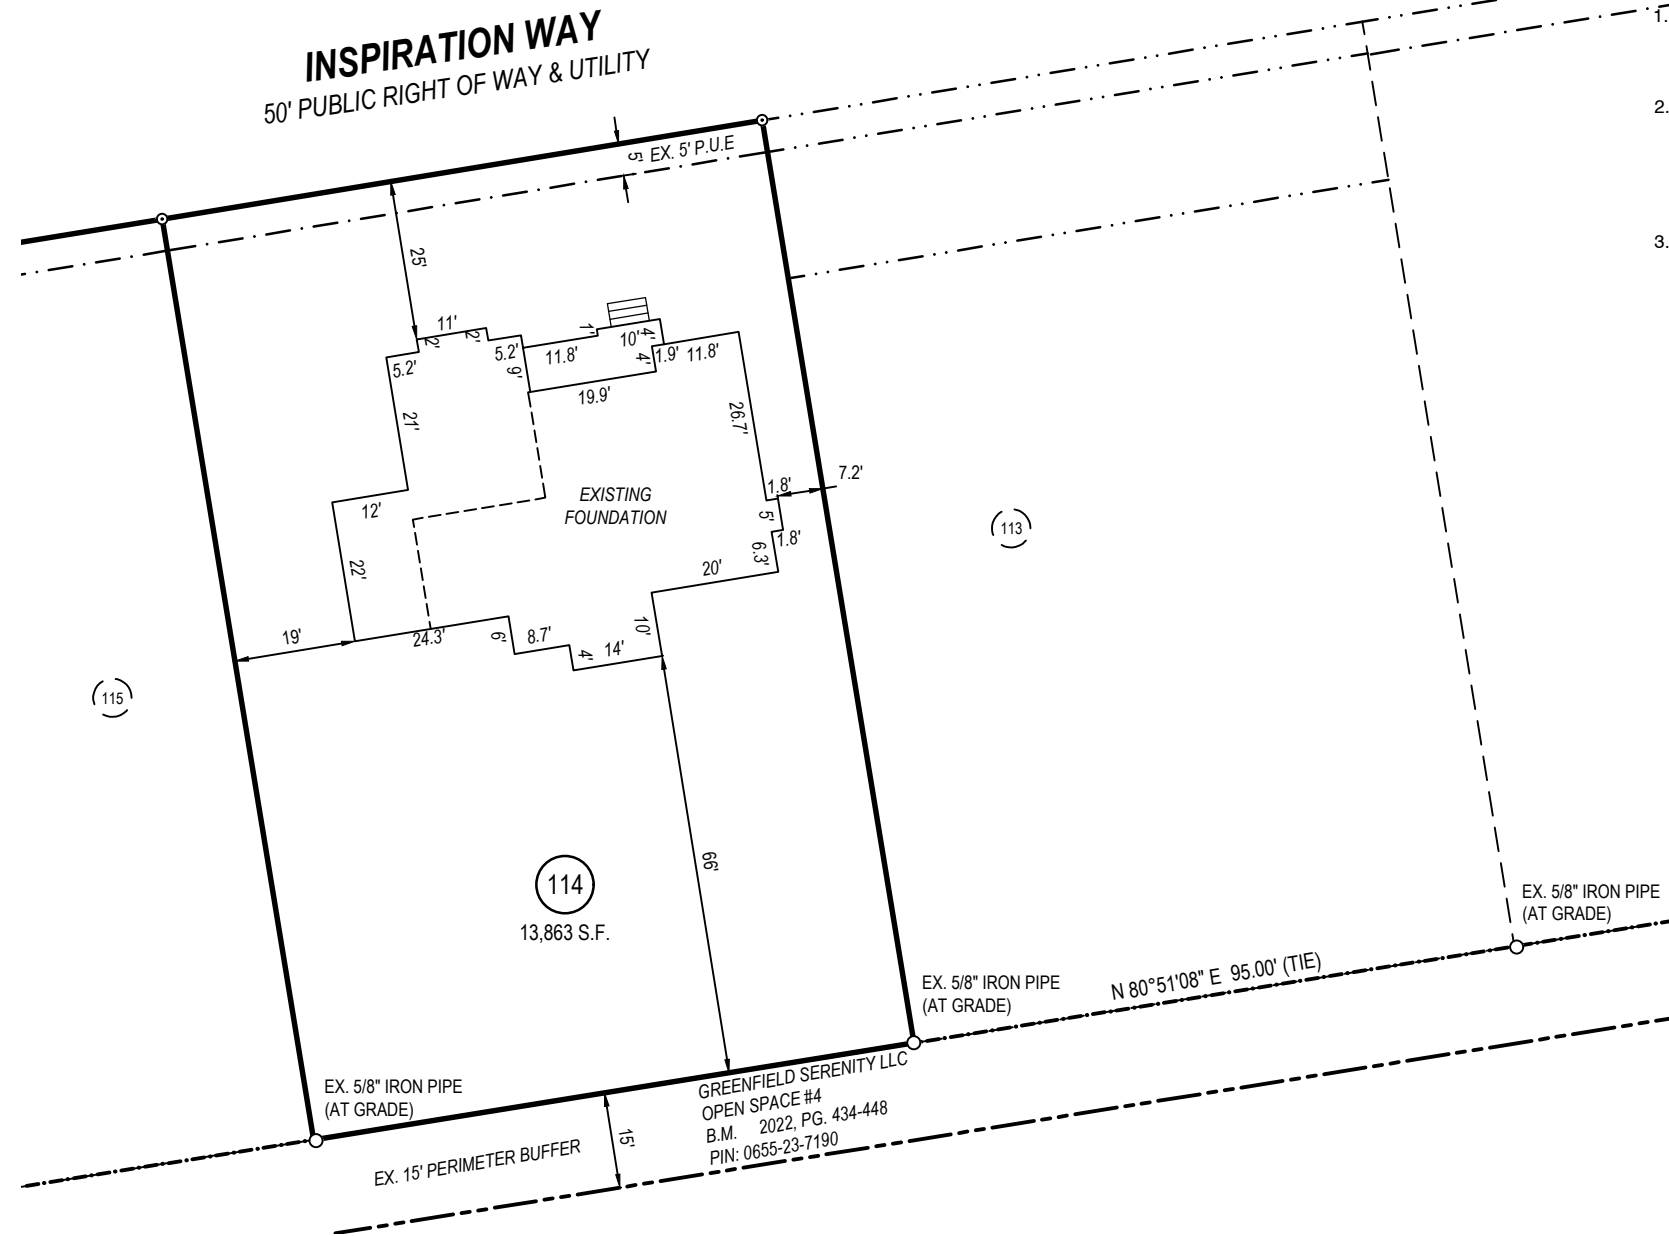 INSPIRATION WAY
50' PUBLIC RIGHT OF WAY & UTILITY
1.
2.
3.
5'
EX. 5' P.U.E
25'
11'
2'
2'
5.2'
5.2'
9'
11.8'
1'
10'
4'
4'
1.9'
11.8'
19.9'
21'
26.7'
12'
22'
EXISTING
FOUNDATION
1.8'
7.2'
5'
1.8'
6.3'
20'
10'
19'
24.3'
6'
8.7'
4'
14'
115
113
66'
114
13,863 S.F.
EX. 5/8" IRON PIPE
(AT GRADE)
EX. 5/8" IRON PIPE
(AT GRADE)
N 80°51'08" E 95.00' (TIE)
EX. 5/8" IRON PIPE
(AT GRADE)
GREENFIELD SERENITY LLC
OPEN SPACE #4
B.M. 2022, PG. 434-448
PIN: 0655-23-7190
EX. 15' PERIMETER BUFFER
15'